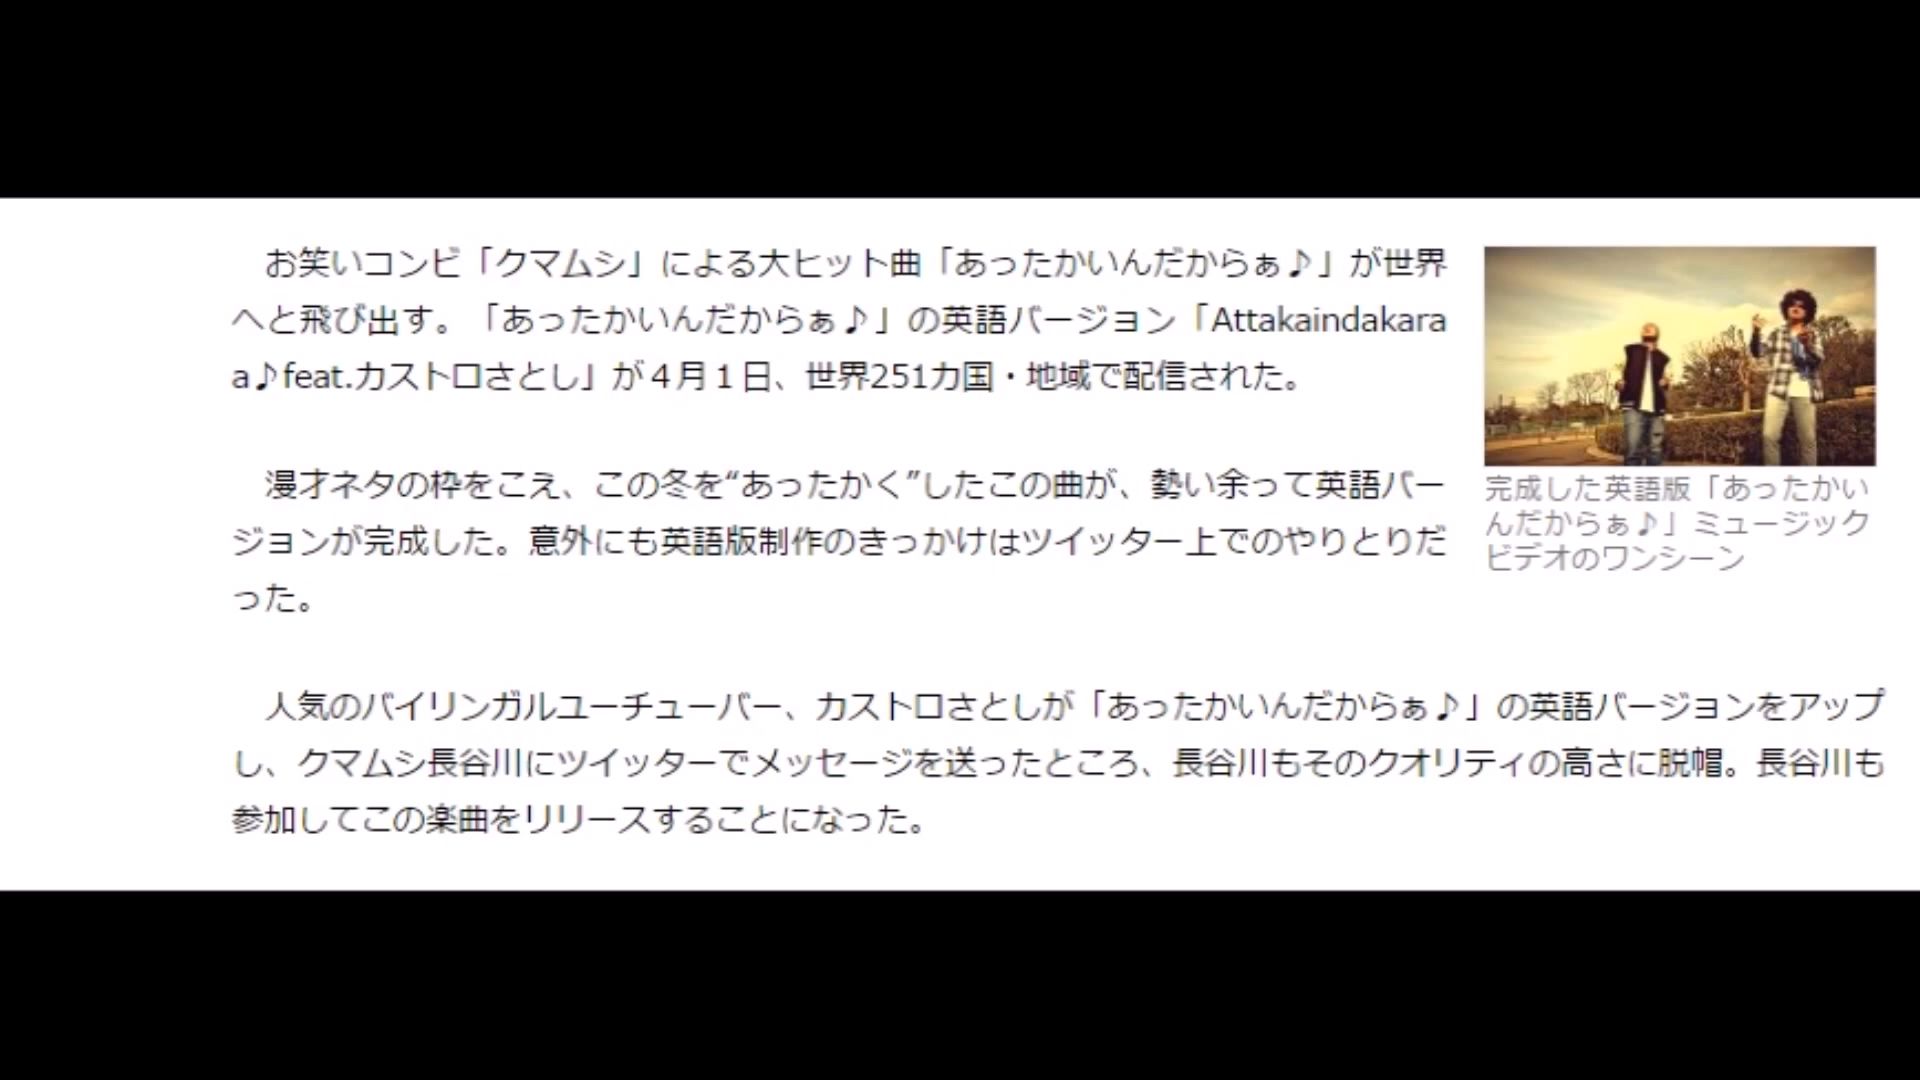 お笑いコンビ「クマムシ」による大ヒット曲「あったかいんだからぁ♪」が世界
へと飛び出す。「あったかいんだからぁ♪」の英語バージョン「Attakaindakara
a♪feat.カストロさとし」が４月１日、世界251カ国・地域で配信された。
漫才ネタの枠をこえ、この冬を“あったかく”したこの曲が、勢い余って英語バー
ジョンが完成した。意外にも英語版制作のきっかけはツイッター上でのやりとりだ
った。
人気のバイリンガルユーチューバー、カストロさとしが「あったかいんだからぁ♪」の英語バージョンをアップ
し、クマムシ長谷川にツイッターでメッセージを送ったところ、長谷川もそのクオリティの高さに脱帽。長谷川も
参加してこの楽曲をリリースすることになった。
完成した英語版「あったかい
んだからぁ♪」ミュージック
ビデオのワンシーン